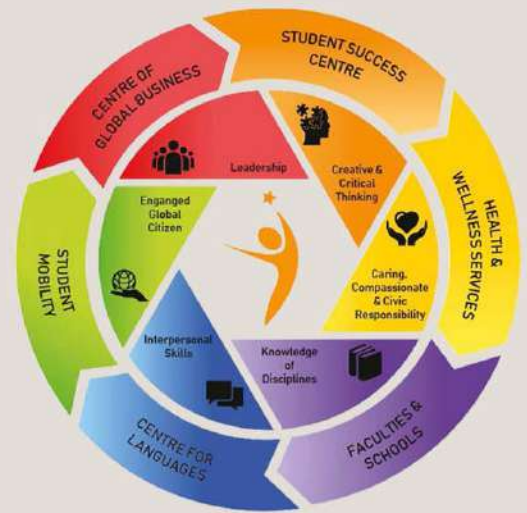 CENTRE OF
GLOBAL BUSINESS
STUDENT SUCCESS
CENTRE
HEALTH &
WELLNESS SERVICES
FACULTIES &
SCHOOLS
CENTRE FOR
LANGUAGES
STUDENT
MOBILITY
Leadership
Creative &
Critical
Thinking
Caring,
Compassionate
& Civic
Responsibility
Knowledge
of
Disciplines
Interpersonal
Skills
Enganged
Global
Citizen